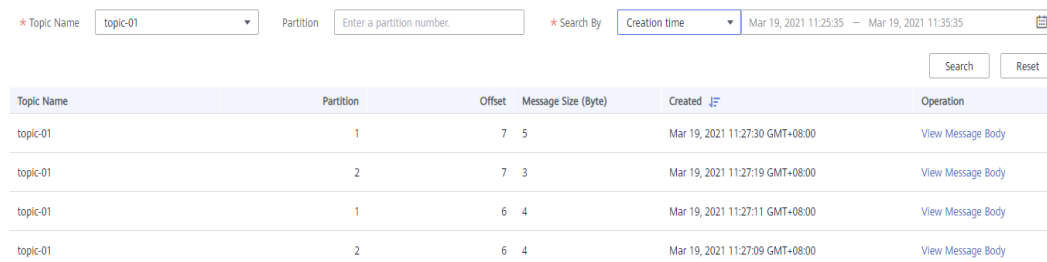 * Topic Name topic-01 Partition Enter a partition number. * Search By Creation time Mar 19, 2021 11:25:35 — Mar 19, 2021 11:35:35
Search Reset
Topic Name Partition Offset Message Size (Byte) Created Operation
topic-01 1 7 5 Mar 19, 2021 11:27:30 GMT+08:00 View Message Body
topic-01 2 7 3 Mar 19, 2021 11:27:19 GMT+08:00 View Message Body
topic-01 1 6 4 Mar 19, 2021 11:27:11 GMT+08:00 View Message Body
topic-01 2 6 4 Mar 19, 2021 11:27:09 GMT+08:00 View Message Body